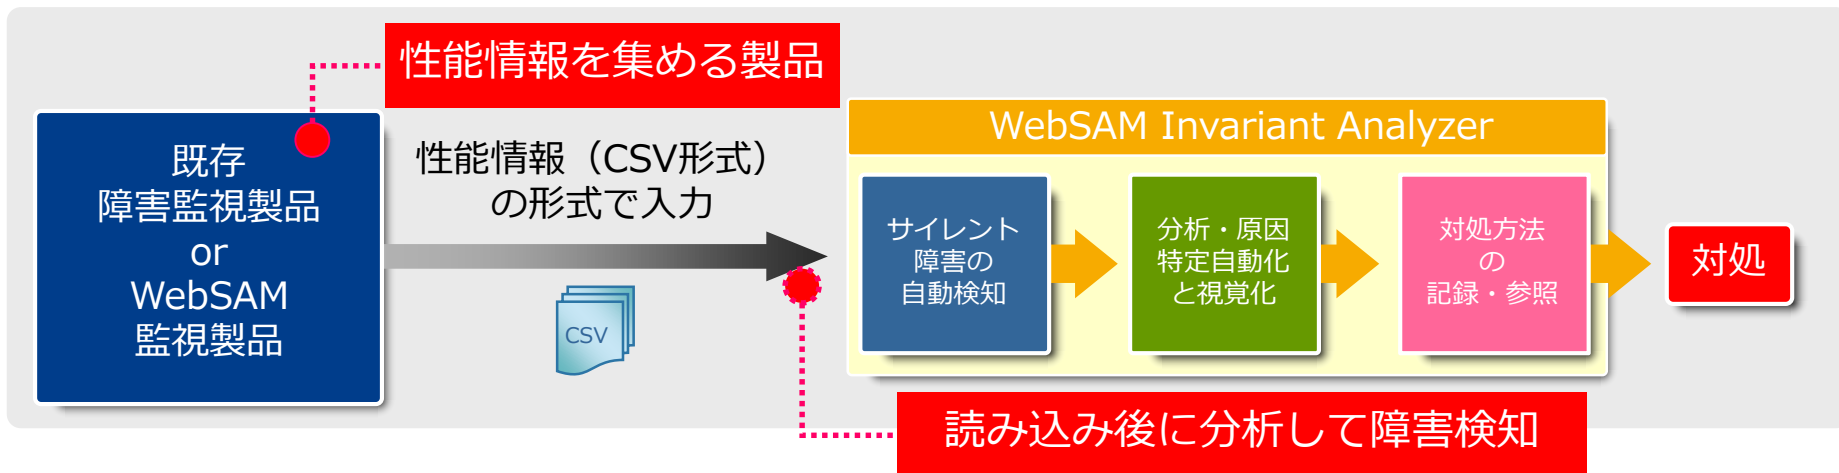 性能情報を集める製品
既存
障害監視製品
or
WebSAM
監視製品
性能情報（CSV形式）
の形式で入力
CSV
WebSAM Invariant Analyzer
サイレント
障害の
自動検知
分析・原因
特定自動化
と視覚化
対処方法
の
記録・参照
対処
読み込み後に分析して障害検知